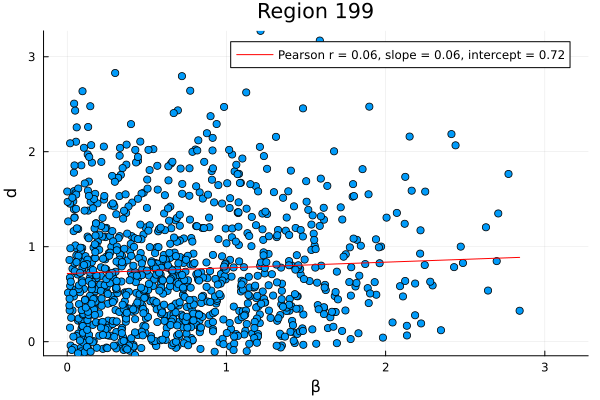 Region 199
Pearson r = 0.06, slope = 0.06, intercept = 0.72
3
2
1
0
d
0
1
2
3
β